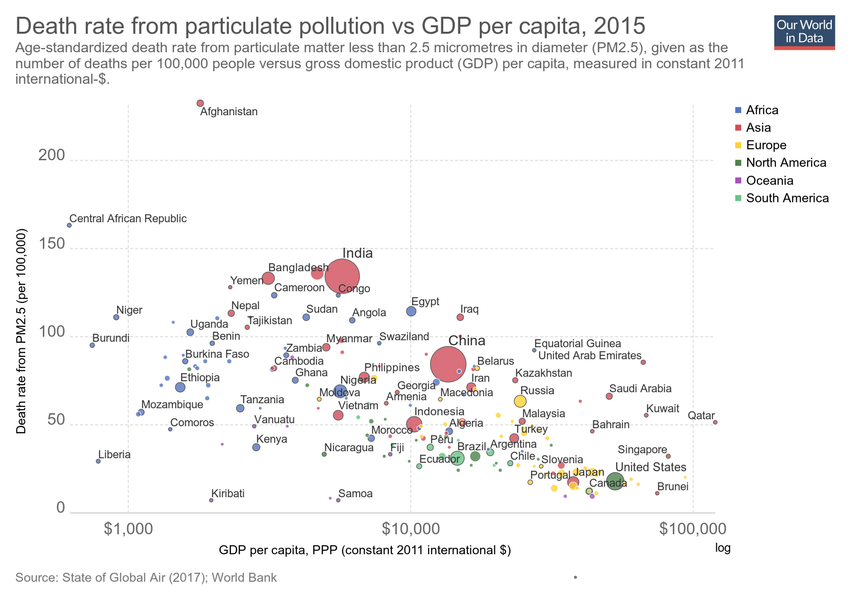 Death rate from particulate pollution vs GDP per capita, 2015
Our World
in Data
Age-standardized death rate from particulate matter less than 2.5 micrometres in diameter (PM2.5), given as the
number of deaths per 100,000 people versus gross domestic product (GDP) per capita, measured in constant 2011
international-$.
Africa
Asia
Europe
North America
Oceania
South America
Death rate from PM2.5 (per 100,000)
200
150
100
50
0
Afghanistan
Central African Republic
India
Bangladesh
Yemen
Cameroon
Congo
Niger
Nepal
Sudan
Angola
Egypt
Iraq
Uganda
Tajikistan
Burundi
Benin
Zambia
Myanmar
Swaziland
China
Equatorial Guinea
United Arab Emirates
Burkina Faso
Cambodia
Belarus
Ethiopia
Ghana
Philippines
Nigeria
Georgia
Iran
Kazakhstan
Moldova
Armenia
Macedonia
Russia
Saudi Arabia
Mozambique
Tanzania
Vietnam
Indonesia
Malaysia
Kuwait
Qatar
Comoros
Vanuatu
Morocco
Algeria
Turkey
Bahrain
Liberia
Kenya
Nicaragua
Fiji
Peru
Brazil
Argentina
Ecuador
Chile
Slovenia
Singapore
Portugal
Japan
United States
Canada
Brunei
Kiribati
Samoa
$1,000
$10,000
$100,000
GDP per capita, PPP (constant 2011 international $)
log
Source: State of Global Air (2017); World Bank